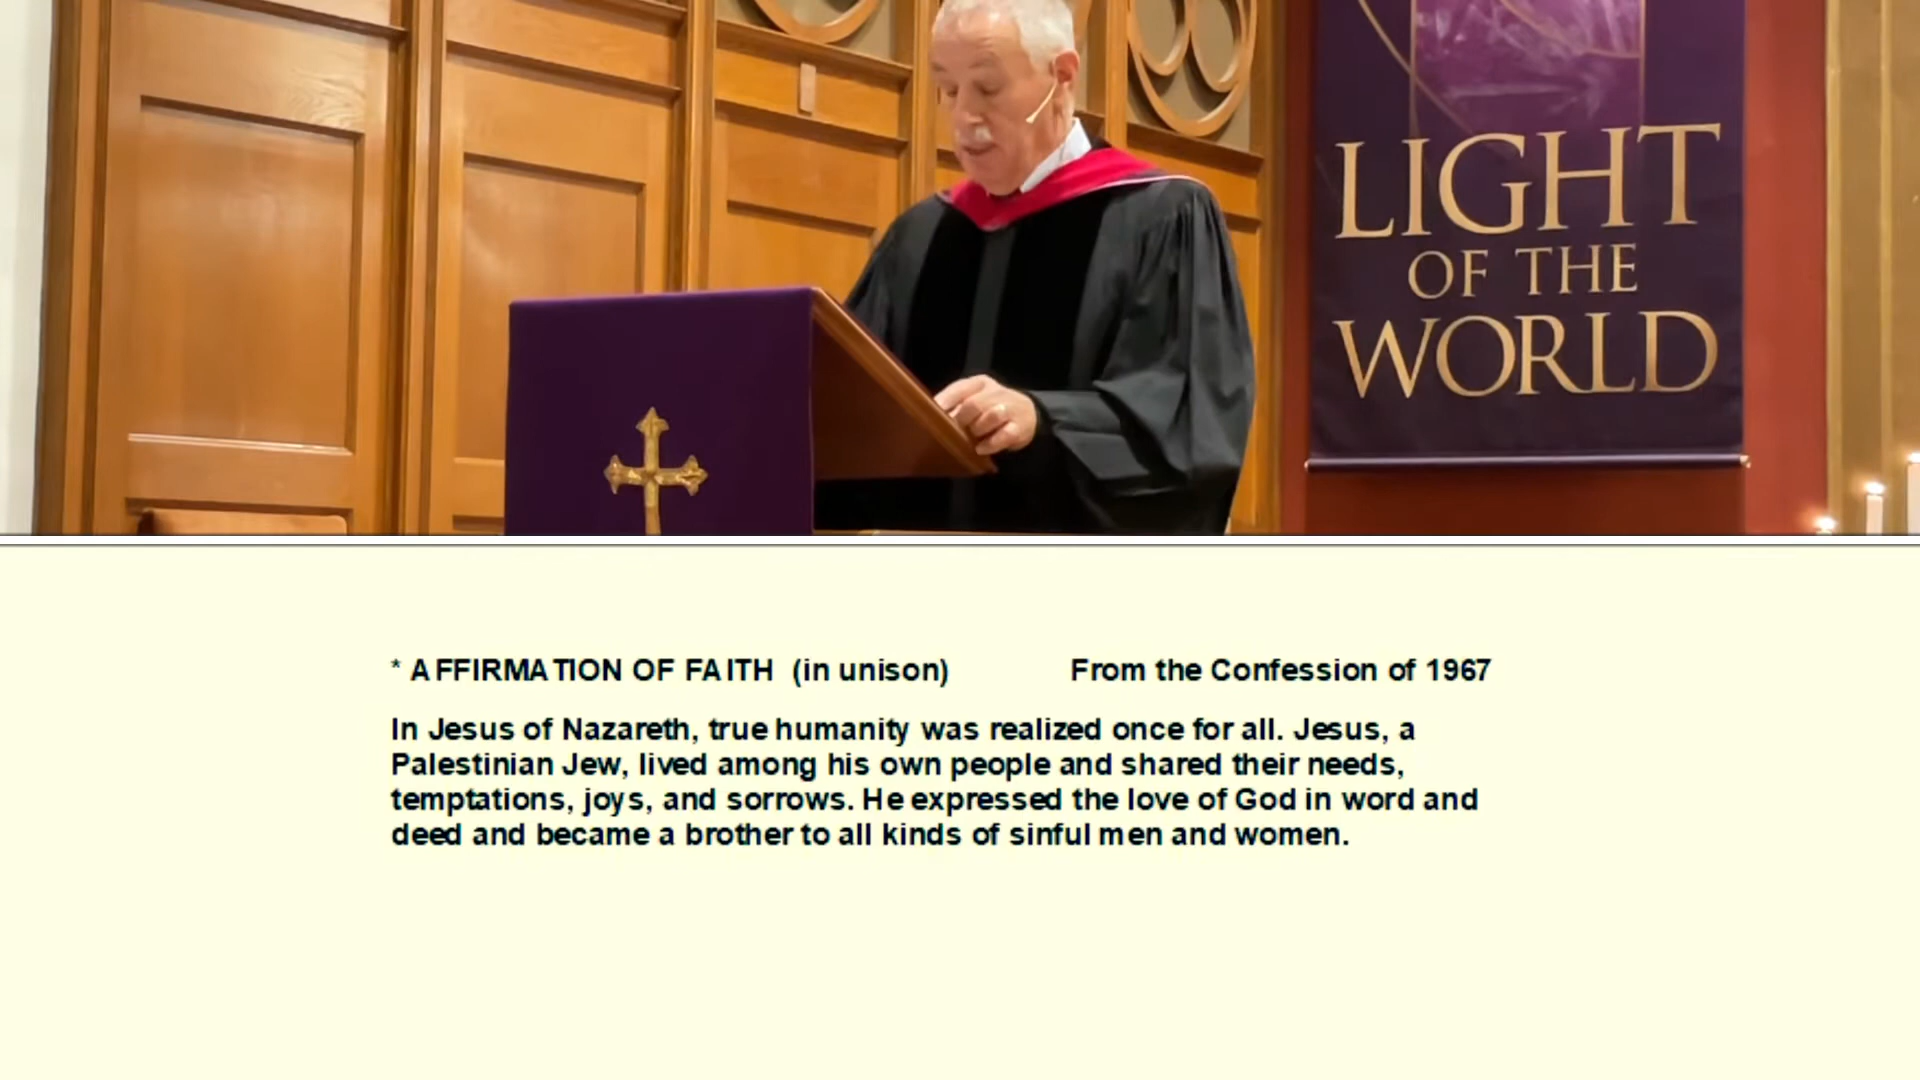 LIGHT
OF THE
WORLD
* AFFIRMATION OF FAITH (in unison) From the Confession of 1967
In Jesus of Nazareth, true humanity was realized once for all. Jesus, a
Palestinian Jew, lived among his own people and shared their needs,
temptations, joys, and sorrows. He expressed the love of God in word and
deed and became a brother to all kinds of sinful men and women.